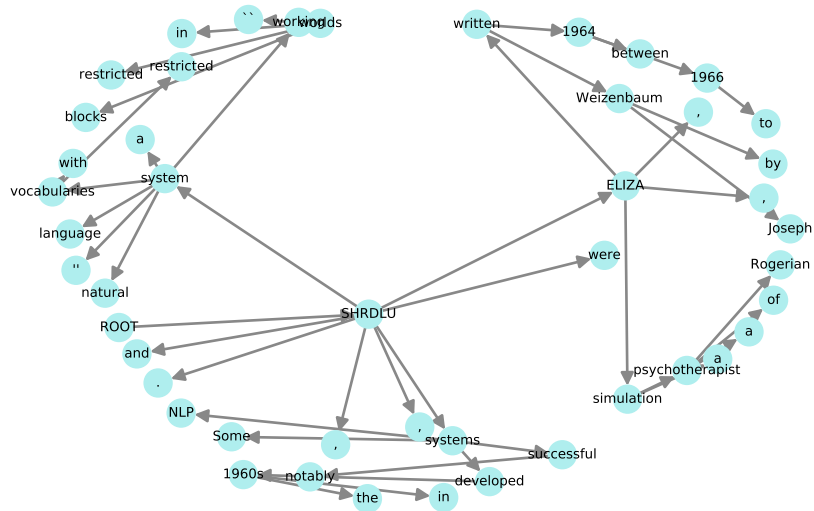 ``
working
worlds
written
in
1964
between
restricted
restricted
1966
Weizenbaum
blocks
,
to
a
with
by
system
ELIZA
vocabularies
,
language
Joseph
were
''
Rogerian
natural
of
SHRDLU
ROOT
a
and
a
psychotherapist
.
simulation
NLP
,
Some
systems
,
successful
1960s
notably
developed
the
in